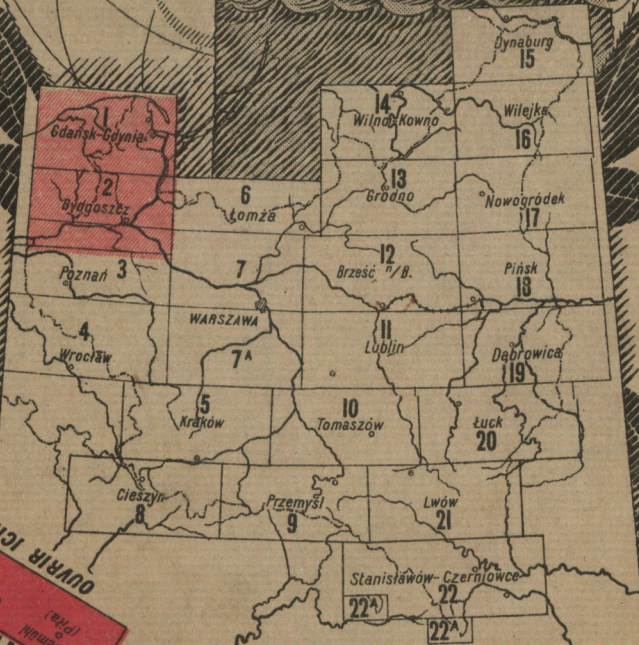 Dynaburg
15
1
Gdańsk-Gdynia
14
Wilno-Kowno
Wilejka
16
2
Bydgoszcz
6
Łomża
13
Grodno
Nowogródek
17
3
Poznań
7
12
Brześć n/B.
Pińsk
18
4
Wrocław
WARSZAWA
7A
11
Lublin
Dąbrowica
19
5
Kraków
10
Tomaszów
Łuck
20
Cieszyn
8
Przemyśl
9
Lwów
21
Stanisławów-Czerniowce
22
22A)
22A)
OUVRIR ICI
(Piła)